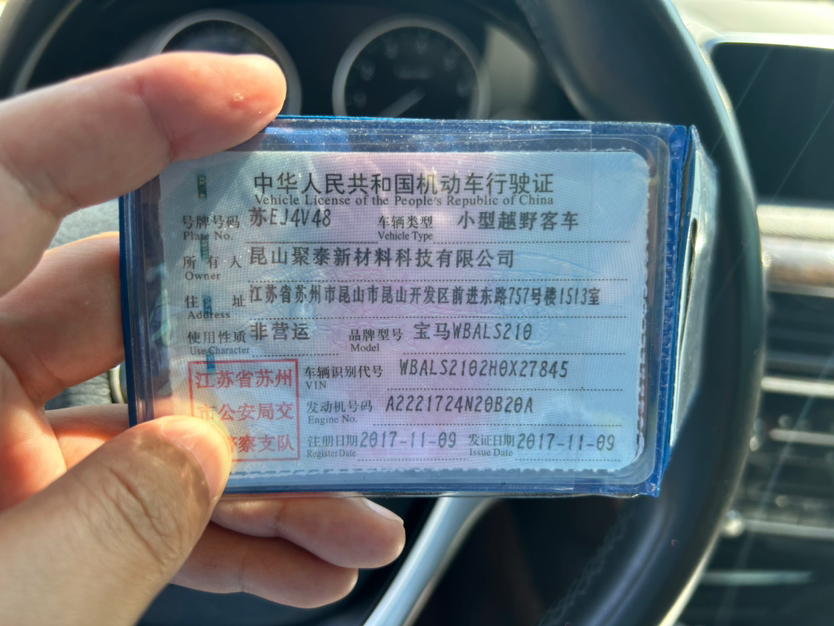 中华人民共和国机动车行驶证
Vehicle License of the People's Republic of China
号牌号码 苏EJ4V48 车辆类型 小型越野客车
Plate No. Vehicle Type
所有人 昆山聚泰新材料科技有限公司
Owner
住址 江苏省苏州市昆山市昆山开发区前进东路757号楼1513室
Address
使用性质 非营运 品牌型号 宝马WBALS210
Use Character Model
江苏省苏州
市公安局交
察支队
车辆识别代号 WBALS2102H0X27845
VIN
发动机号码 A2221724N20B20A
Engine No.
注册日期 2017-11-09 发证日期 2017-11-09
Register Date Issue Date